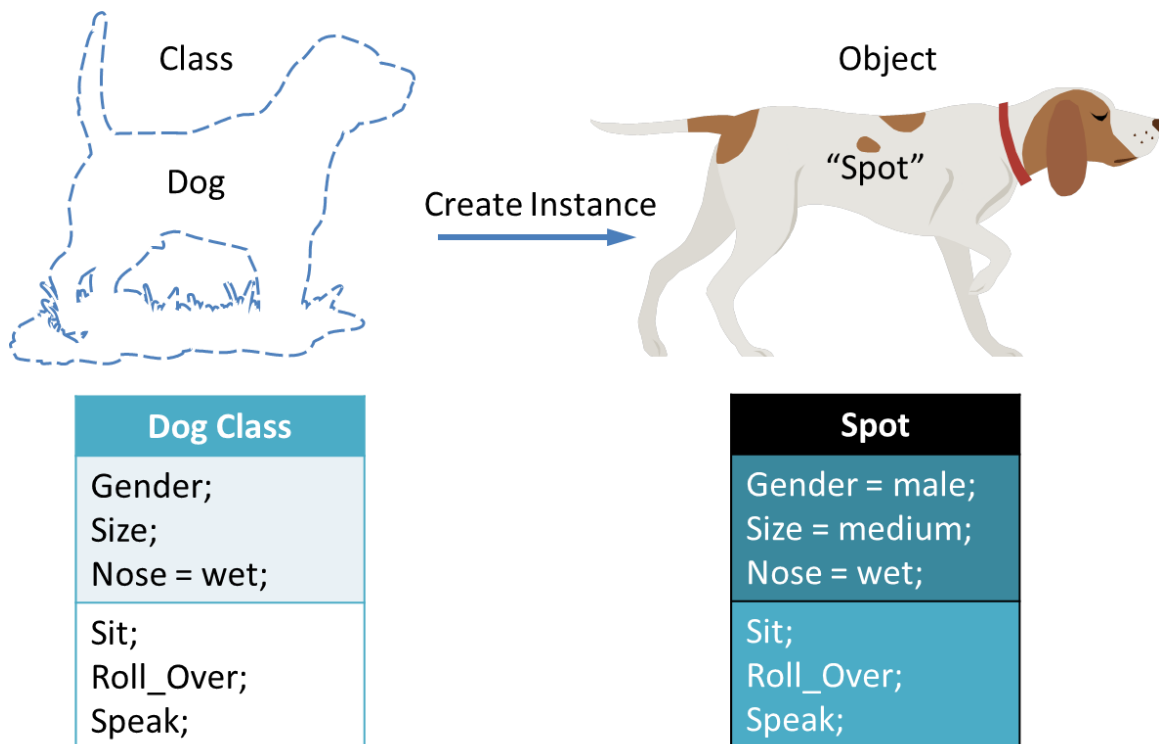 Class
Object
Dog
“Spot”
Create Instance
Dog Class
Gender;
Size;
Nose = wet;
Sit;
Roll_Over;
Speak;
Spot
Gender = male;
Size = medium;
Nose = wet;
Sit;
Roll_Over;
Speak;